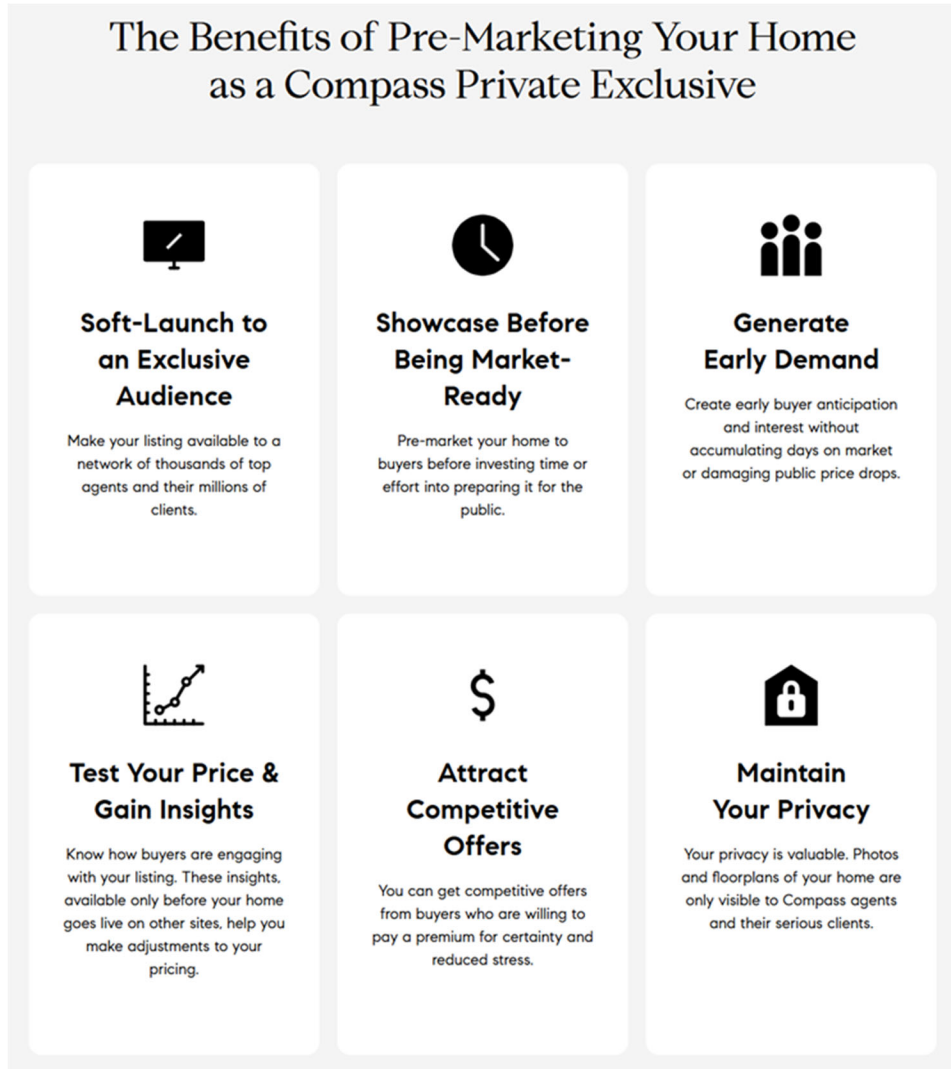 The Benefits of Pre-Marketing Your Home
as a Compass Private Exclusive
Soft-Launch to
an Exclusive
Audience
Make your listing available to a
network of thousands of top
agents and their millions of
clients.
Showcase Before
Being Market-
Ready
Pre-market your home to
buyers before investing time or
effort into preparing it for the
public.
Generate
Early Demand
Create early buyer anticipation
and interest without
accumulating days on market
or damaging public price drops.
Test Your Price &
Gain Insights
Know how buyers are engaging
with your listing. These insights,
available only before your home
goes live on other sites, help you
make adjustments to your
pricing.
Attract
Competitive
Offers
You can get competitive offers
from buyers who are willing to
pay a premium for certainty and
reduced stress.
Maintain
Your Privacy
Your privacy is valuable. Photos
and floorplans of your home are
only visible to Compass agents
and their serious clients.